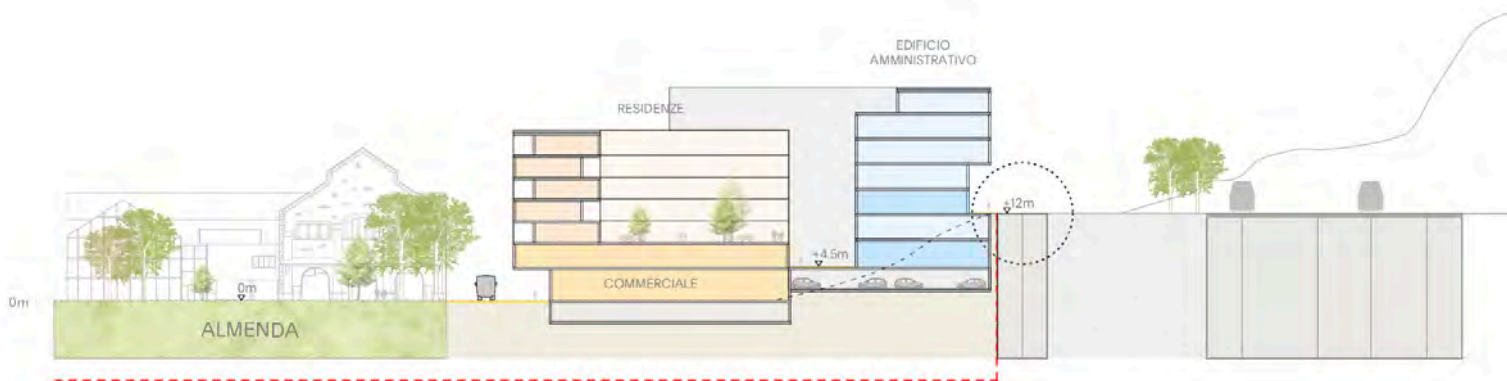 EDIFICIO
AMMINISTRATIVO
RESIDENZE
+12m
+4.5m
COMMERCIALE
0m
0m
ALMENDA